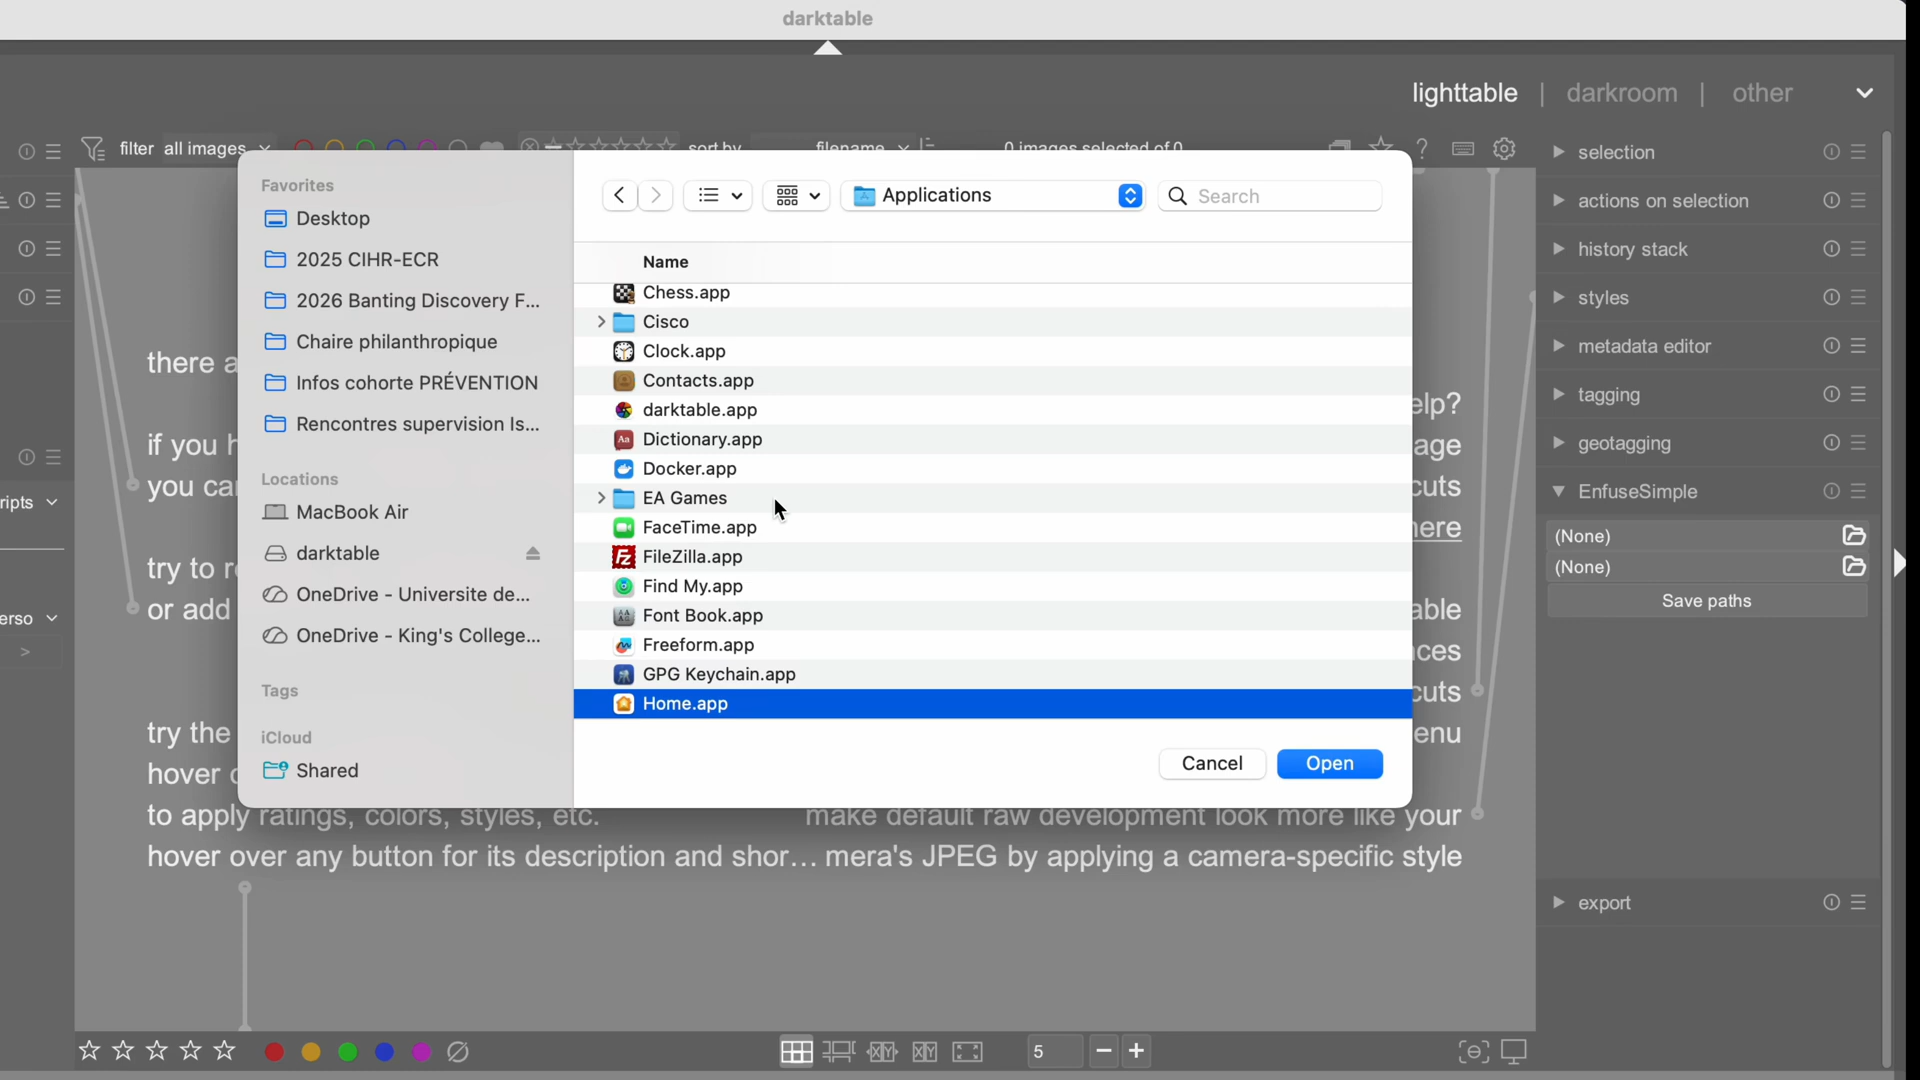 darktable
lighttable | darkroom | other
filter all images
sort by filename
0 images selected of 0
?
Favorites
Desktop
2025 CIHR-ECR
2026 Banting Discovery F...
Chaire philanthropique
Infos cohorte PRÉVENTION
Rencontres supervision Is...
Locations
MacBook Air
darktable
OneDrive - Universite de...
OneDrive - King's College...
Tags
iCloud
Shared
Applications
Search
Name
Chess.app
Cisco
Clock.app
Contacts.app
darktable.app
Dictionary.app
Docker.app
EA Games
FaceTime.app
FileZilla.app
Find My.app
Font Book.app
Freeform.app
GPG Keychain.app
Home.app
Cancel
Open
ripts
erso
>
there a
if you h
you ca
try to r
or add
try the
hover
to apply ratings, colors, styles, etc.
hover over any button for its description and shor...
elp?
age
cuts
here
able
nces
cuts
enu
make default raw development look more like your
mera's JPEG by applying a camera-specific style
selection
actions on selection
history stack
styles
metadata editor
tagging
geotagging
EnfuseSimple
(None)
(None)
Save paths
export
5